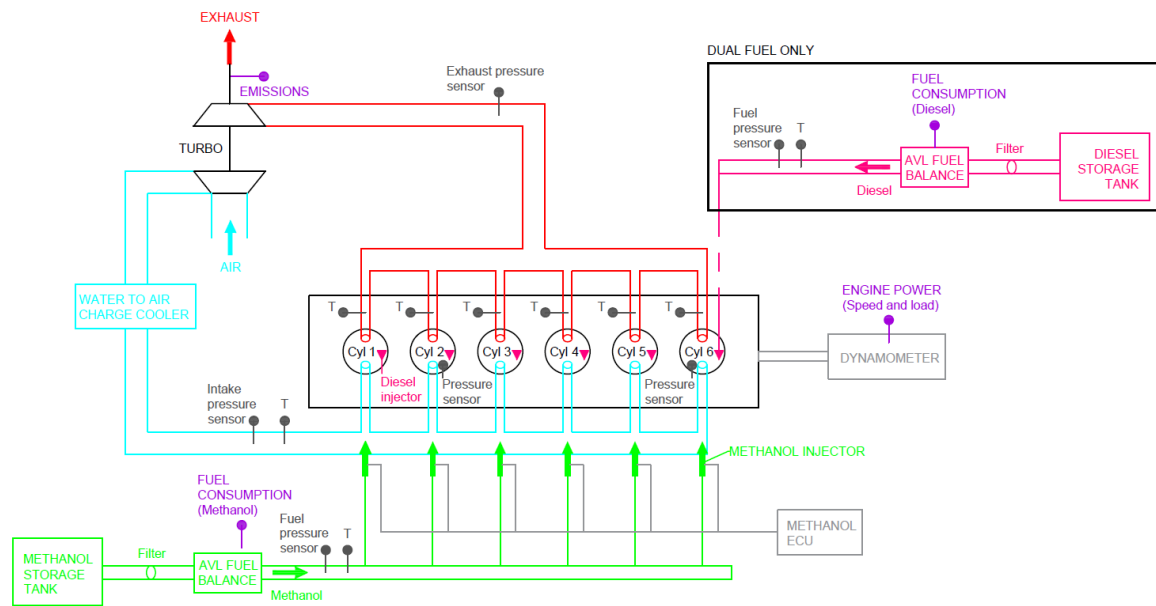 EXHAUST
EMISSIONS
Exhaust pressure
sensor
TURBO
AIR
WATER TO AIR
CHARGE COOLER
DUAL FUEL ONLY
FUEL
CONSUMPTION
(Diesel)
Fuel
pressure
sensor
T
AVL FUEL
BALANCE
Filter
DIESEL
STORAGE
TANK
Diesel
T
T
T
T
T
T
Cyl 1
Cyl 2
Cyl 3
Cyl 4
Cyl 5
Cyl 6
Diesel
injector
Pressure
sensor
Pressure
sensor
ENGINE POWER
(Speed and load)
DYNAMOMETER
Intake
pressure
sensor
T
METHANOL INJECTOR
FUEL
CONSUMPTION
(Methanol)
Fuel
pressure
sensor
T
METHANOL
ECU
METHANOL
STORAGE
TANK
Filter
AVL FUEL
BALANCE
Methanol